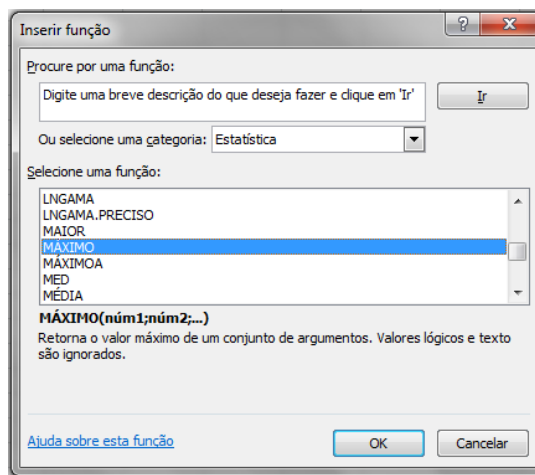 Inserir função
Procure por uma função:
Digite uma breve descrição do que deseja fazer e clique em 'Ir'
Ir
Ou selecione uma categoria: Estatística
Selecione uma função:
LNGAMA
LNGAMA.PRECISO
MAIOR
MÁXIMO
MÁXIMOA
MED
MÉDIA
MÁXIMO(núm1;núm2;...)
Retorna o valor máximo de um conjunto de argumentos. Valores lógicos e texto
são ignorados.
Ajuda sobre esta função
OK
Cancelar